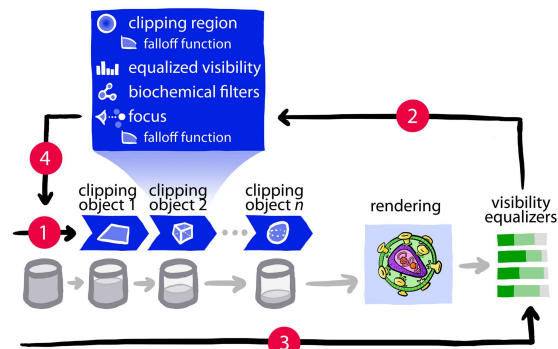 clipping region
falloff function
equalized visibility
biochemical filters
focus
falloff function
2
4
1
clipping
object 1
clipping
object 2
clipping
object n
rendering
visibility
equalizers
3